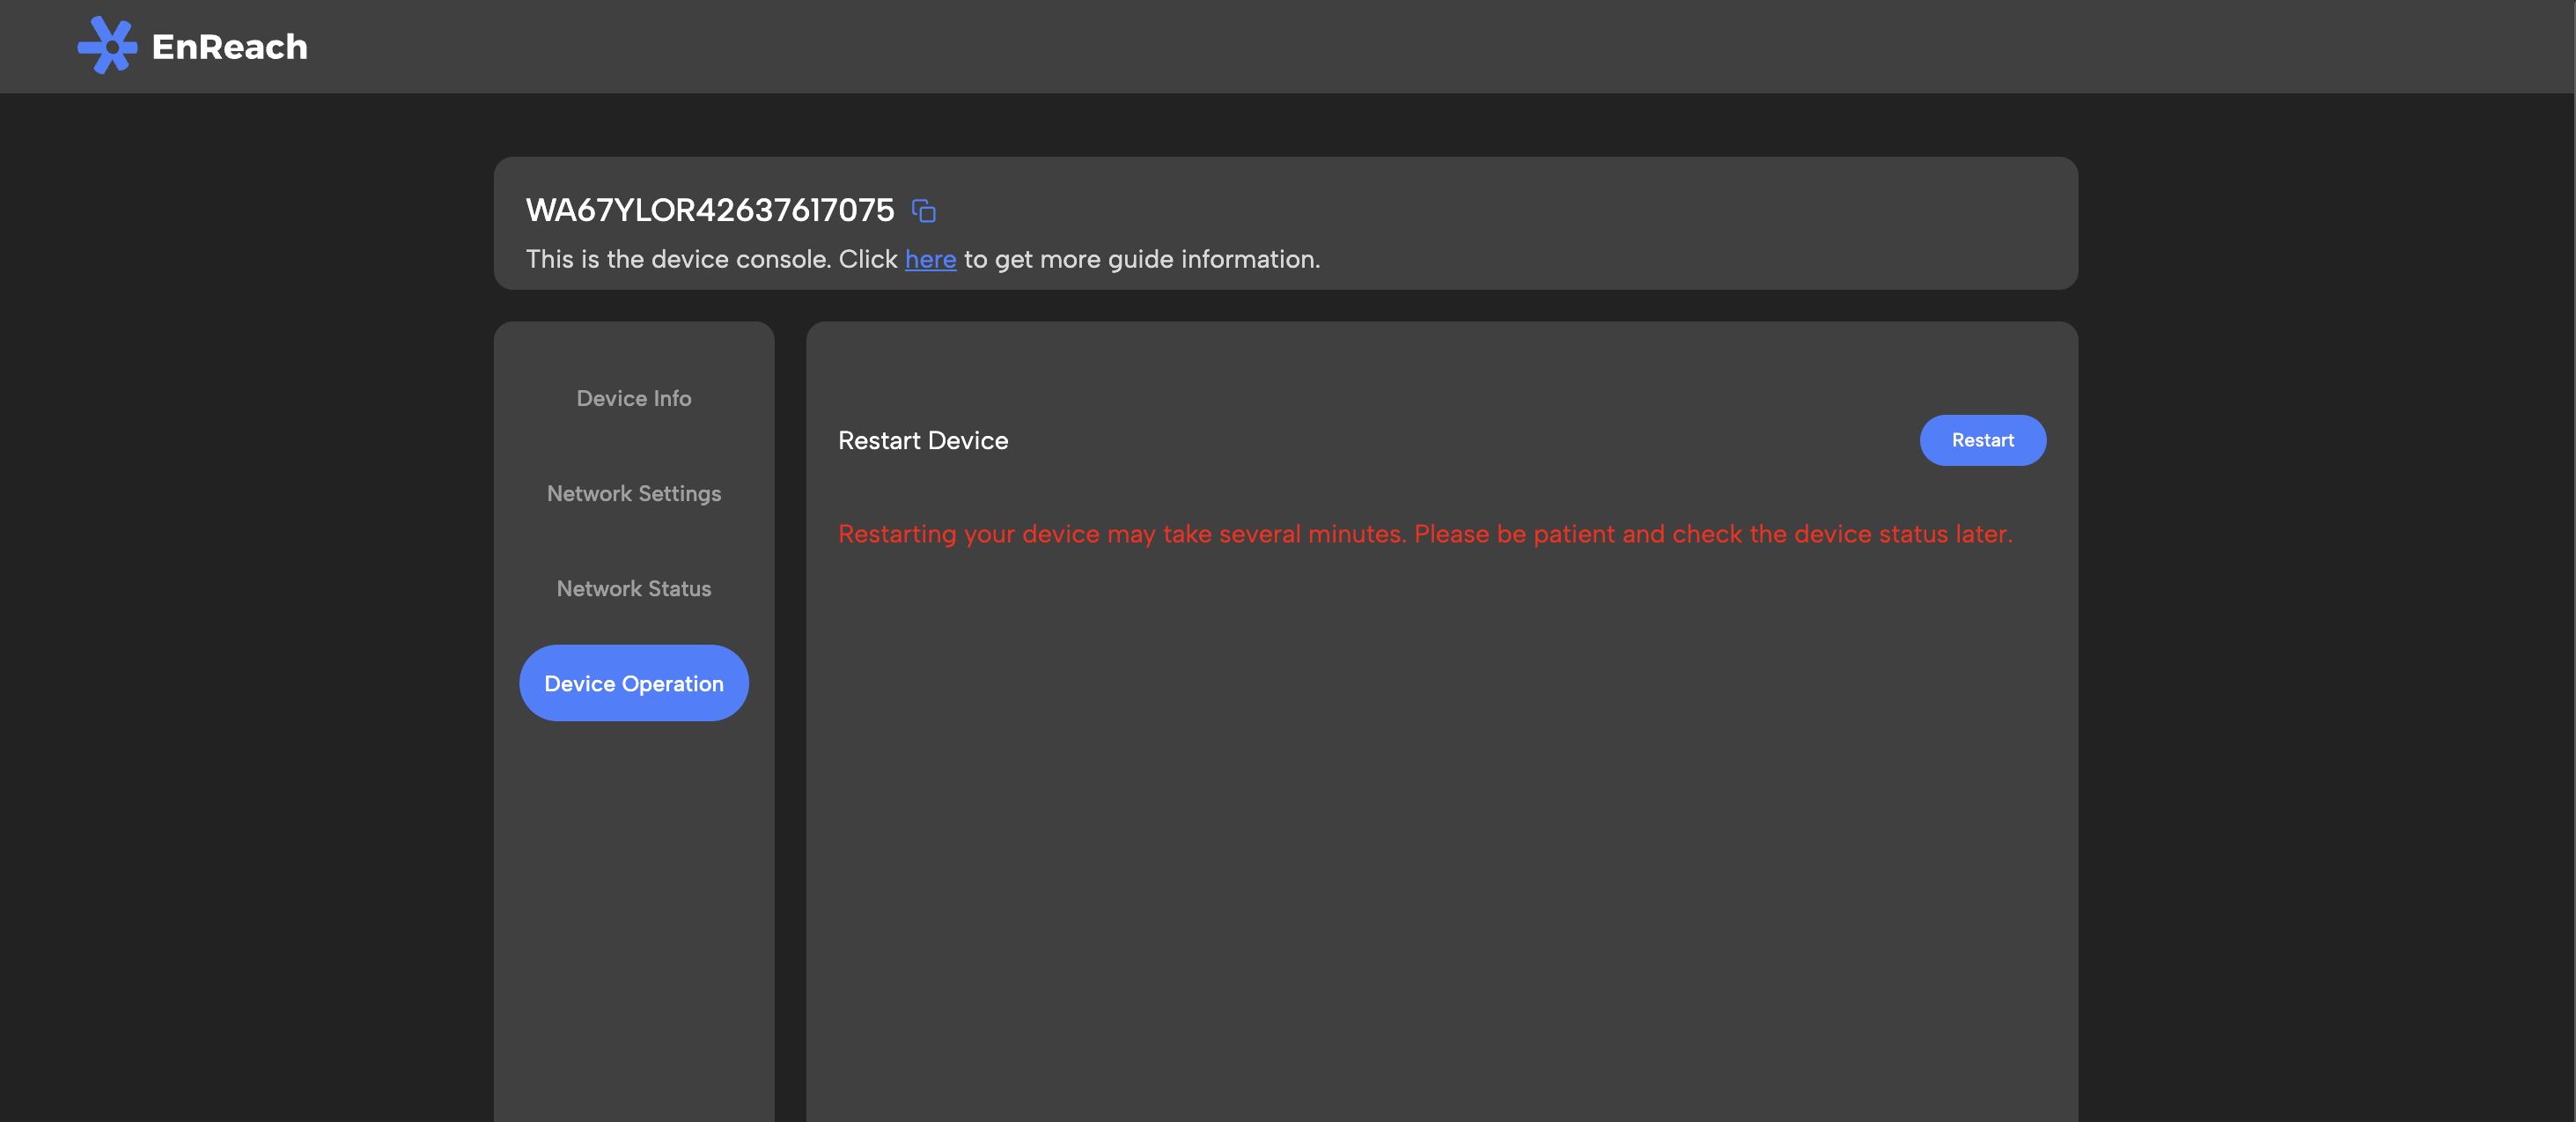 EnReach
WA67YLOR42637617075
This is the device console. Click here to get more guide information.
Device Info
Network Settings
Network Status
Device Operation
Restart Device
Restart
Restarting your device may take several minutes. Please be patient and check the device status later.